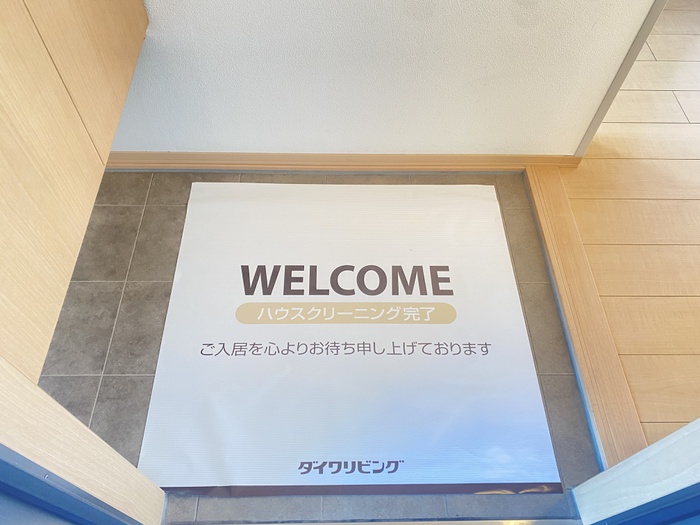 WELCOME
ハウスクリーニング完了
ご入居を心よりお待ち申し上げております
ダイワリビング